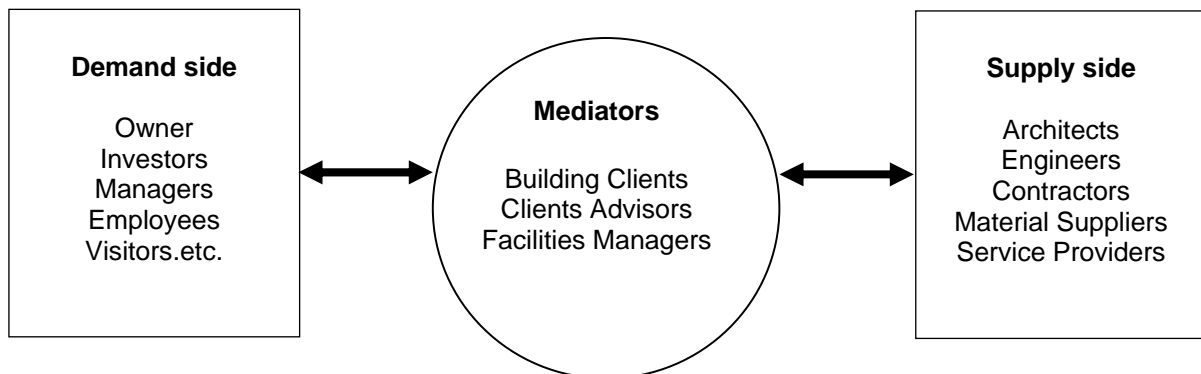 Demand side
Owner
Investors
Managers
Employees
Visitors.etc.
Mediators
Building Clients
Clients Advisors
Facilities Managers
Supply side
Architects
Engineers
Contractors
Material Suppliers
Service Providers